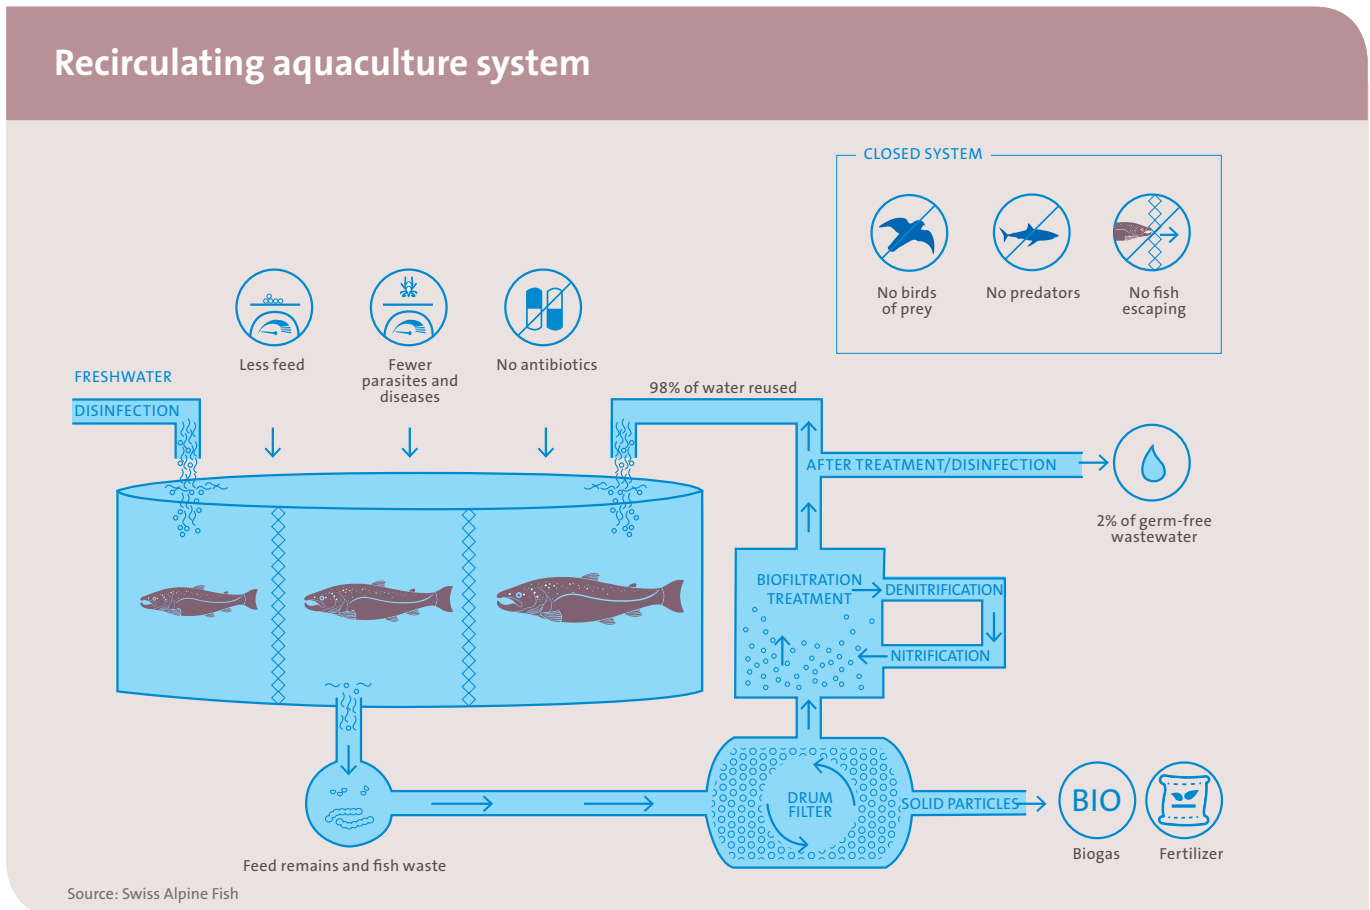 Recirculating aquaculture system
CLOSED SYSTEM
No birds
of prey
No predators
No fish
escaping
Less feed
Fewer
parasites and
diseases
No antibiotics
FRESHWATER
DISINFECTION
98% of water reused
AFTER TREATMENT/DISINFECTION
2% of germ-free
wastewater
BIOFILTRATION
TREATMENT
DENITRIFICATION
NITRIFICATION
DRUM
FILTER
SOLID PARTICLES
BIO
Biogas
Fertilizer
Feed remains and fish waste
Source: Swiss Alpine Fish